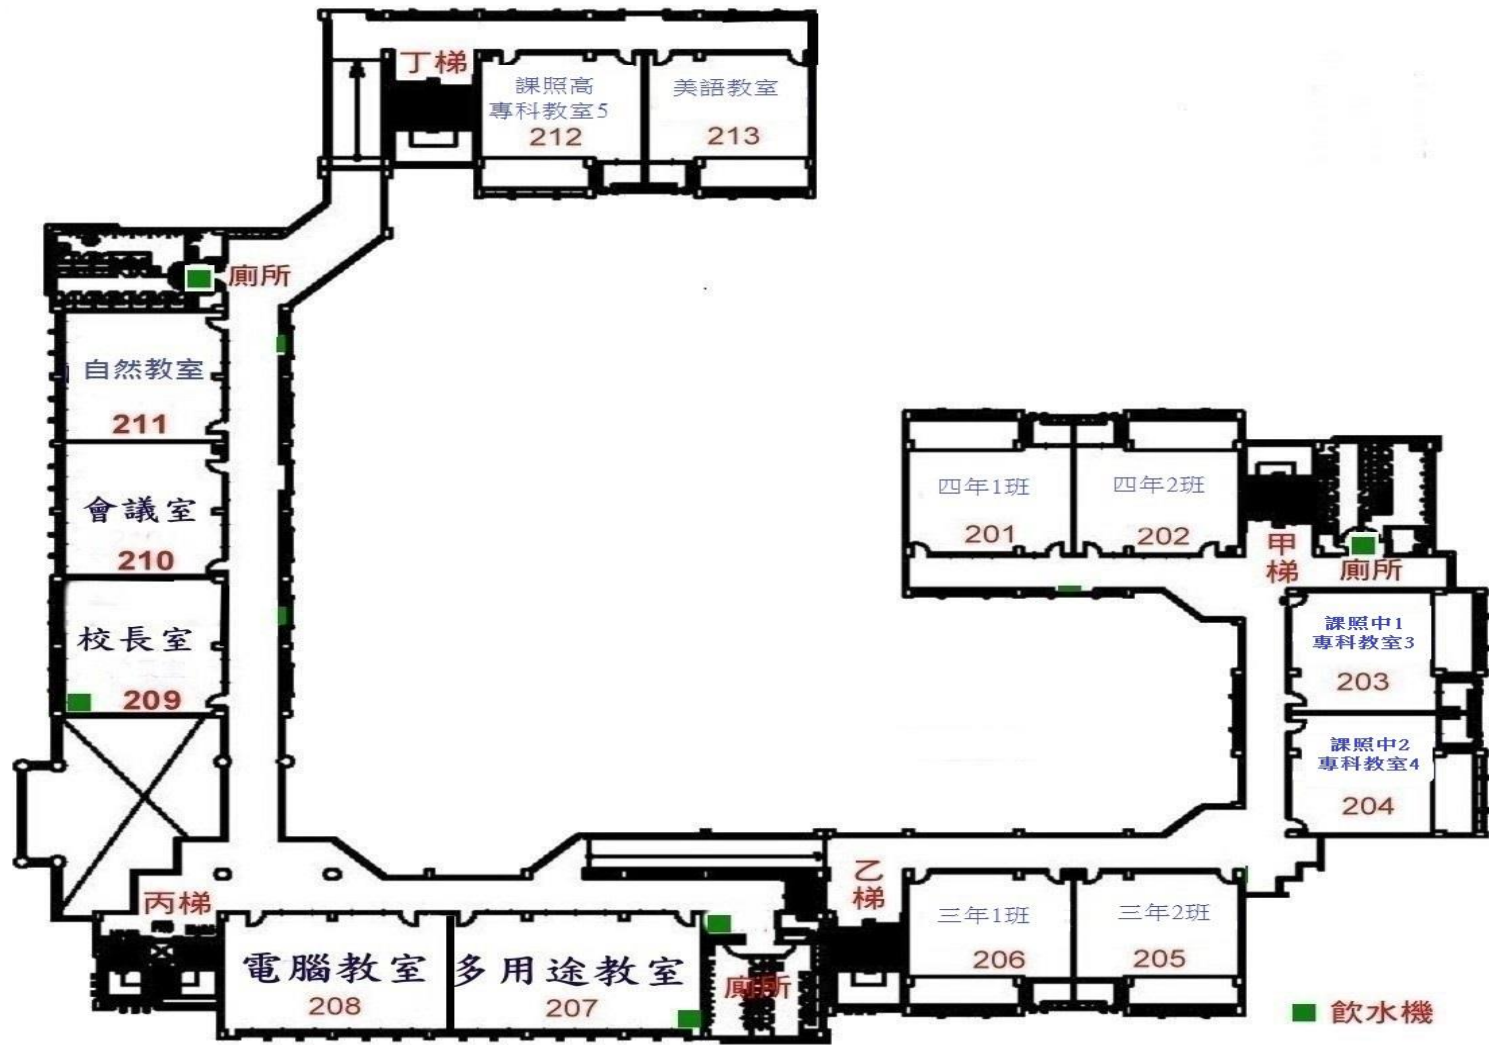 丁梯
課照高
專科教室5
212
美語教室
213
廁所
自然教室
211
會議室
210
校長室
209
四年1班
201
四年2班
202
甲
梯
廁所
課照中1
專科教室3
203
課照中2
專科教室4
204
丙梯
電腦教室
208
多用途教室
207
廁所
乙
梯
三年1班
206
三年2班
205
飲水機